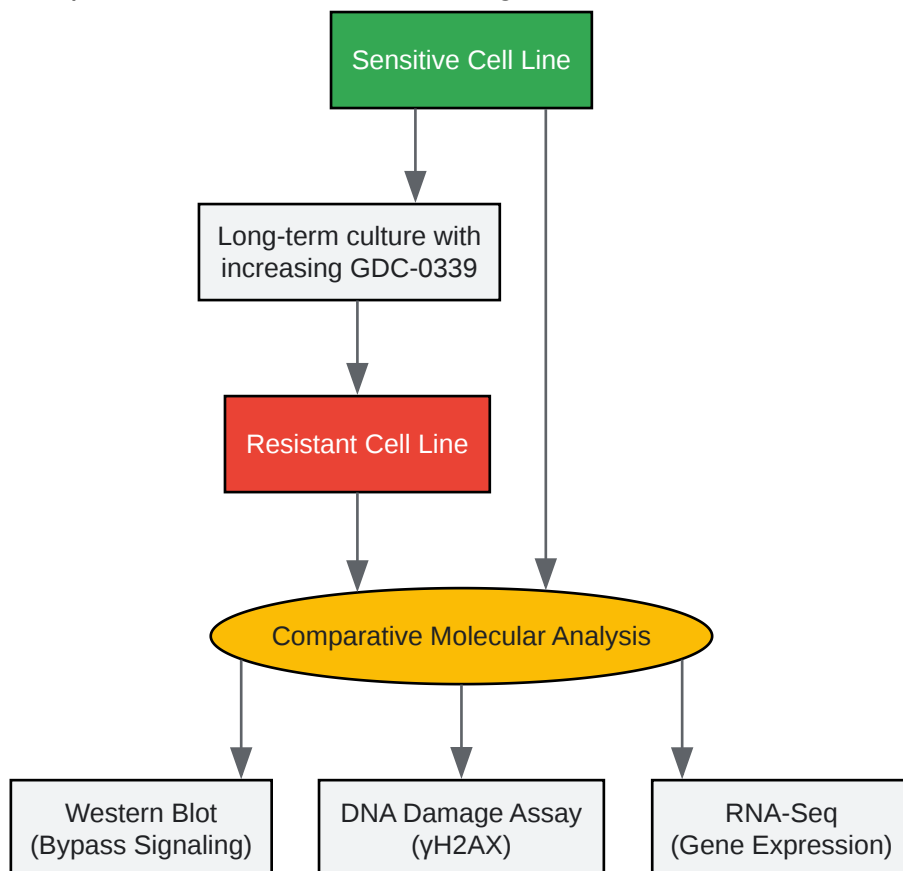 Sensitive Cell Line
Long-term culture with
increasing GDC-0339
Resistant Cell Line
Comparative Molecular Analysis
Western Blot
(Bypass Signaling)
DNA Damage Assay
(γH2AX)
RNA-Seq
(Gene Expression)